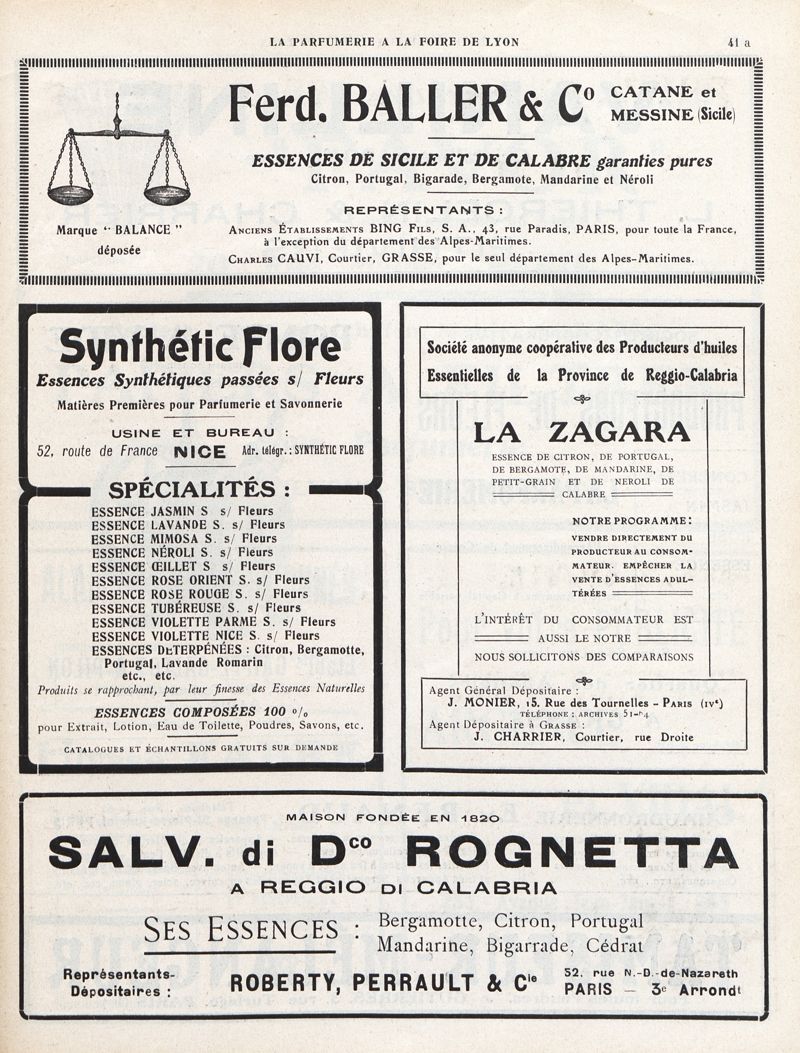 LA PARFUMERIE A LA FOIRE DE LYON
41 a
Ferd. BALLER & Cº
CATANE et
MESSINE (Sicile)
ESSENCES DE SICILE ET DE CALABRE garanties pures
Citron, Portugal, Bigarade, Bergamote, Mandarine et Néroli
Marque “ BALANCE ”
déposée
REPRÉSENTANTS :
ANCIENS ÉTABLISSEMENTS BING FILS, S. A., 43, rue Paradis, PARIS, pour toute la France,
à l'exception du département des Alpes-Maritimes.
CHARLES CAUVI, Courtier, GRASSE, pour le seul département des Alpes-Maritimes.
Synthétic Flore
Essences Synthétiques passées s/ Fleurs
Matières Premières pour Parfumerie et Savonnerie
USINE ET BUREAU :
52, route de France NICE Adr. télégr. : SYNTHÉTIC FLORE
SPÉCIALITÉS :
ESSENCE JASMIN S. s/ Fleurs
ESSENCE LAVANDE S. s/ Fleurs
ESSENCE MIMOSA S. s/ Fleurs
ESSENCE NÉROLI S. s/ Fleurs
ESSENCE ŒILLET S. s/ Fleurs
ESSENCE ROSE ORIENT S. s/ Fleurs
ESSENCE ROSE ROUGE S. s/ Fleurs
ESSENCE TUBÉREUSE S. s/ Fleurs
ESSENCE VIOLETTE PARME S. s/ Fleurs
ESSENCE VIOLETTE NICE S. s/ Fleurs
ESSENCES DÉTERPÉNÉES : Citron, Bergamotte,
Portugal, Lavande Romarin
etc., etc.
Produits se rapprochant, par leur finesse des Essences Naturelles
ESSENCES COMPOSÉES 100 %
pour Extrait, Lotion, Eau de Toilette, Poudres, Savons, etc.
CATALOGUES ET ÉCHANTILLONS GRATUITS SUR DEMANDE
Société anonyme coopérative des Producteurs d'huiles
Essentielles de la Province de Reggio-Calabria
LA ZAGARA
ESSENCE DE CITRON, DE PORTUGAL,
DE BERGAMOTE, DE MANDARINE, DE
PETIT-GRAIN ET DE NEROLI DE
CALABRE
NOTRE PROGRAMME :
VENDRE DIRECTEMENT DU
PRODUCTEUR AU CONSOM-
MATEUR. EMPÊCHER LA
VENTE D'ESSENCES ADUL-
TÉRÉES
L'INTÉRÊT DU CONSOMMATEUR EST
AUSSI LE NOTRE
NOUS SOLLICITONS DES COMPARAISONS
Agent Général Dépositaire :
J. MONIER, 15, Rue des Tournelles - PARIS (IVᵉ)
TÉLÉPHONE : ARCHIVES
Agent Dépositaire à GRASSE :
J. CHARRIER, Courtier, rue Droite
MAISON FONDÉE EN 1820
SALV. di Dᶜᵒ ROGNETTA
A REGGIO DI CALABRIA
SES ESSENCES :
Bergamotte, Citron, Portugal
Mandarine, Bigarrade, Cédrat
Représentants-
Dépositaires :
ROBERTY, PERRAULT & Cⁱᵉ
52, rue N.-D.-de-Nazareth
PARIS — 3ᵉ Arrondt